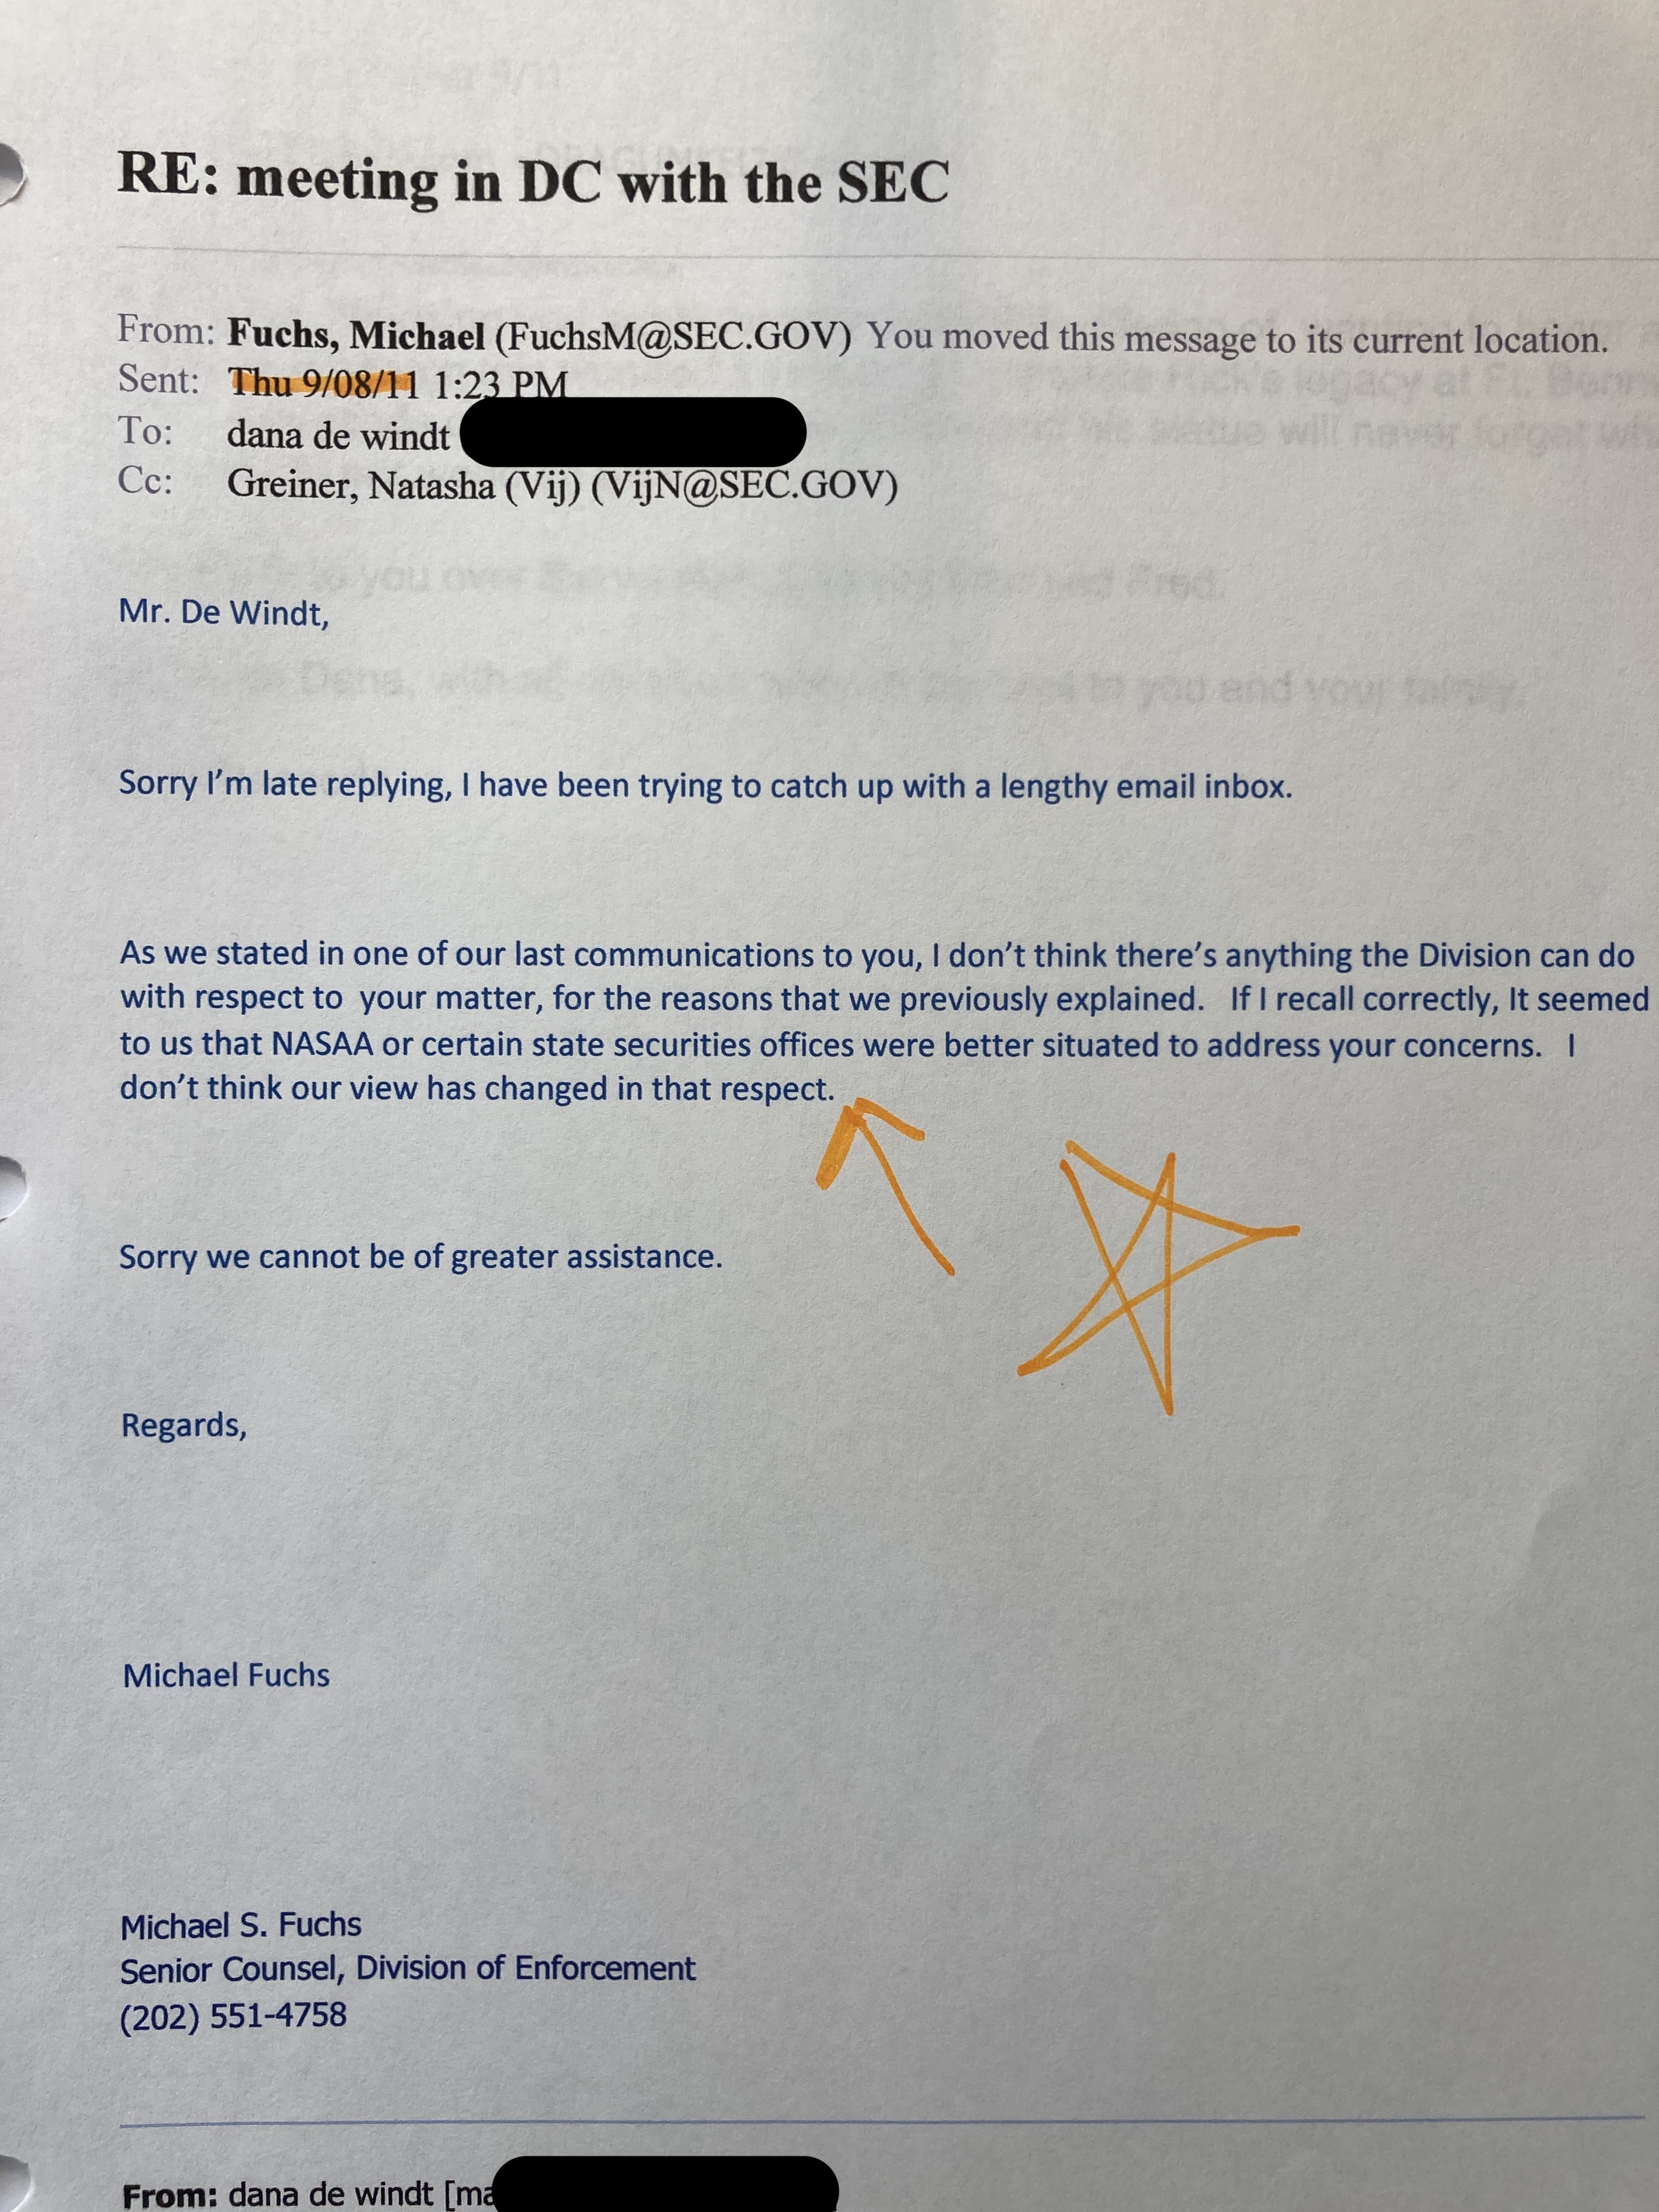 RE: meeting in DC with the SEC
From: Fuchs, Michael (FuchsM@SEC.GOV) You moved this message to its current location.
Sent: Thu 9/08/11 1:23 PM
To: dana de windt
Cc: Greiner, Natasha (Vij) (VijN@SEC.GOV)
Mr. De Windt,
Sorry I'm late replying, I have been trying to catch up with a lengthy email inbox.
As we stated in one of our last communications to you, I don't think there's anything the Division can do
with respect to your matter, for the reasons that we previously explained. If I recall correctly, It seemed
to us that NASAA or certain state securities offices were better situated to address your concerns. I
don't think our view has changed in that respect.
Sorry we cannot be of greater assistance.
Regards,
Michael Fuchs
Michael S. Fuchs
Senior Counsel, Division of Enforcement
(202) 551-4758
From: dana de windt [ma